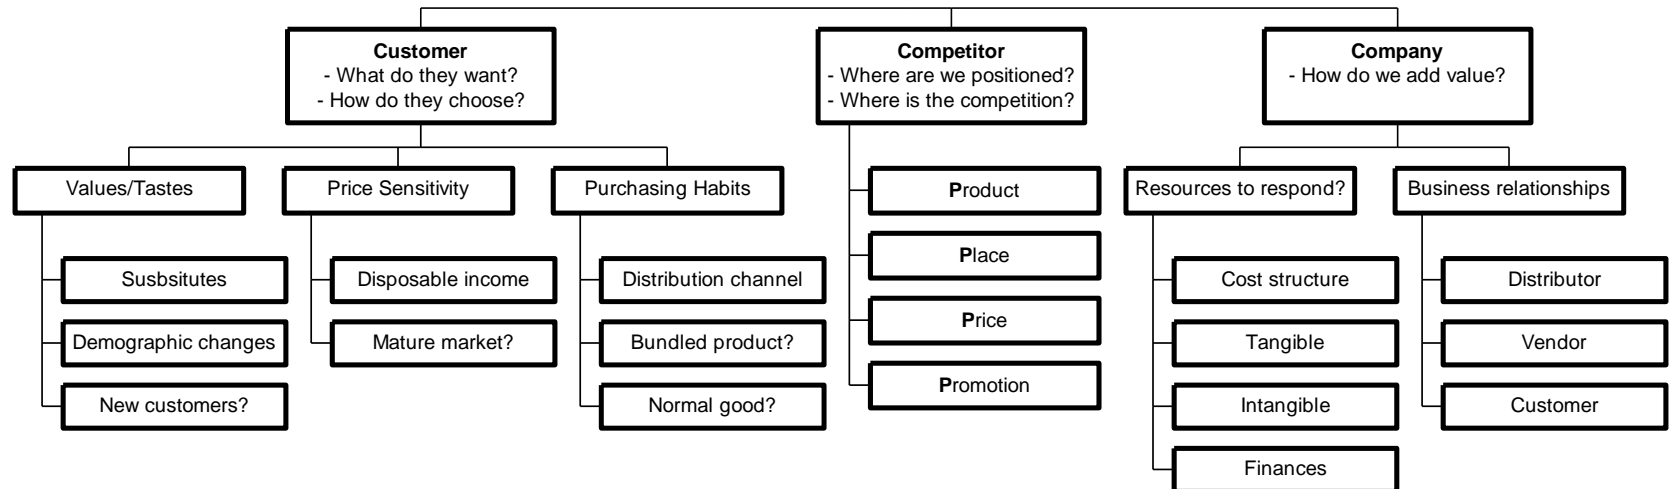 Customer
- What do they want?
- How do they choose?
Competitor
- Where are we positioned?
- Where is the competition?
Company
- How do we add value?
Values/Tastes
Price Sensitivity
Purchasing Habits
Product
Resources to respond?
Business relationships
Place
Susbsitutes
Disposable income
Distribution channel
Cost structure
Distributor
Price
Demographic changes
Mature market?
Bundled product?
Tangible
Vendor
Promotion
New customers?
Normal good?
Intangible
Customer
Finances